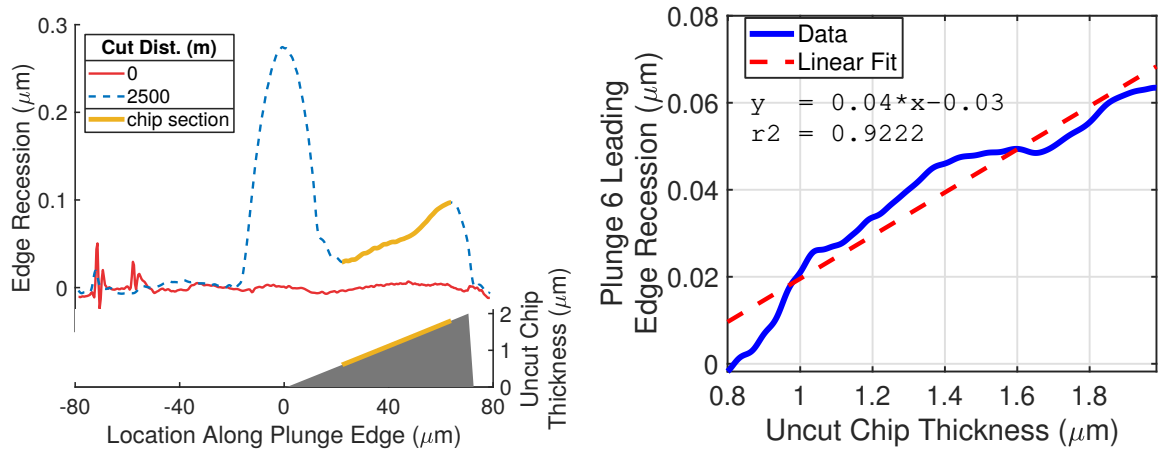 0.3
0.2
0.1
0
Edge Recession (μm)
Cut Dist. (m)
0
2500
chip section
2
1
0
Uncut Chip
Thickness (μm)
-80
-40
0
40
80
Location Along Plunge Edge (μm)
0.08
0.06
0.04
0.02
0
Plunge 6 Leading
Edge Recession (μm)
Data
Linear Fit
y = 0.04*x-0.03
r2 = 0.9222
0.8
1
1.2
1.4
1.6
1.8
Uncut Chip Thickness (μm)